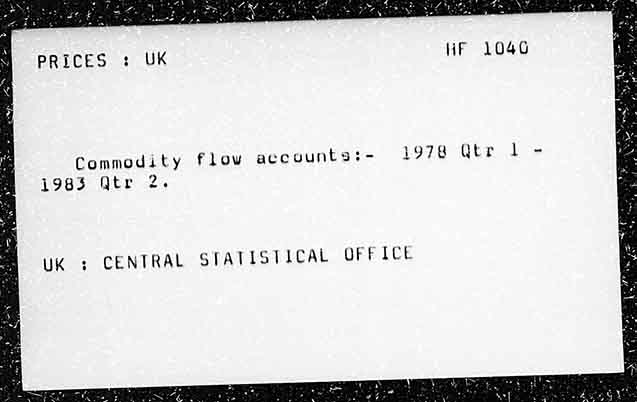 PRICES : UK HF 1040
Commodity flow accounts:- 1978 Qtr 1 -
1983 Qtr 2.
UK : CENTRAL STATISTICAL OFFICE